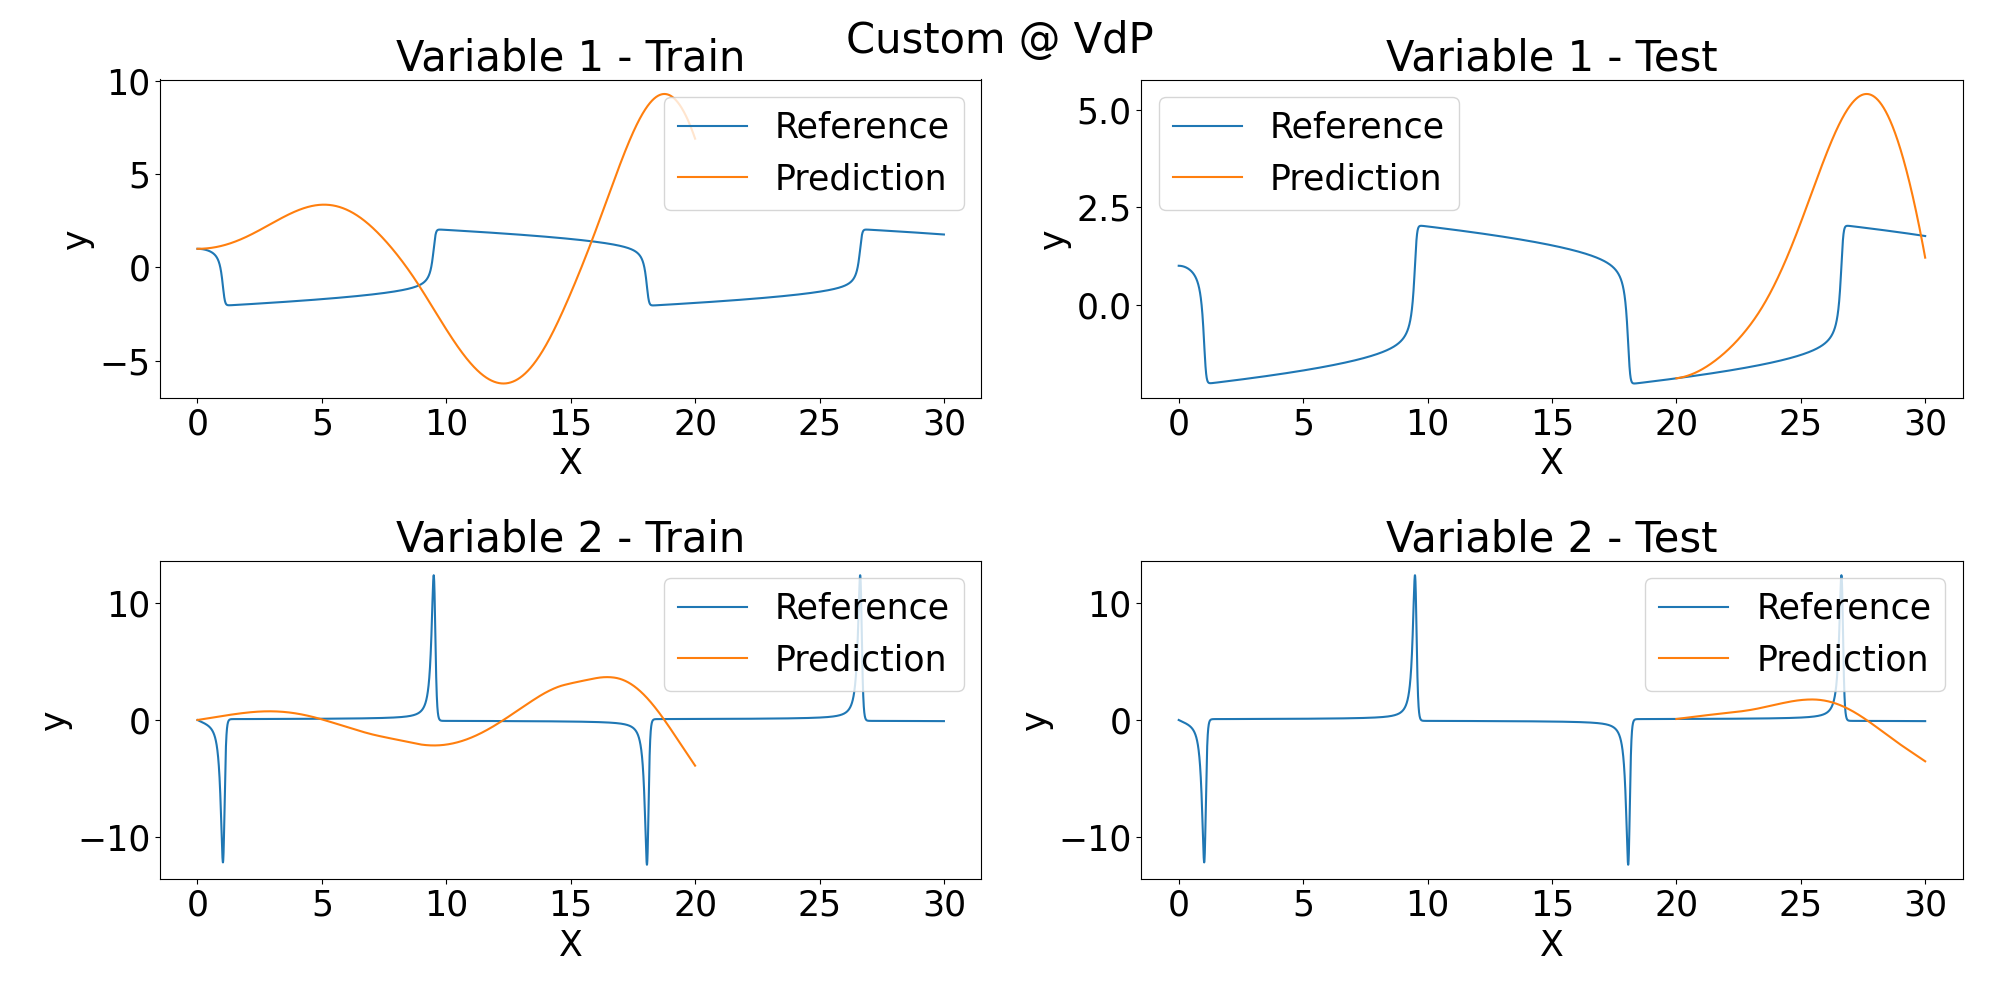 Custom @ VdP
Variable 1 - Train
10
5
0
−5
y
0 5 10 15 20 25 30
X
Reference
Prediction
Variable 1 - Test
5.0
2.5
0.0
y
0 5 10 15 20 25 30
X
Reference
Prediction
Variable 2 - Train
10
0
−10
y
0 5 10 15 20 25 30
X
Reference
Prediction
Variable 2 - Test
10
0
−10
y
0 5 10 15 20 25 30
X
Reference
Prediction